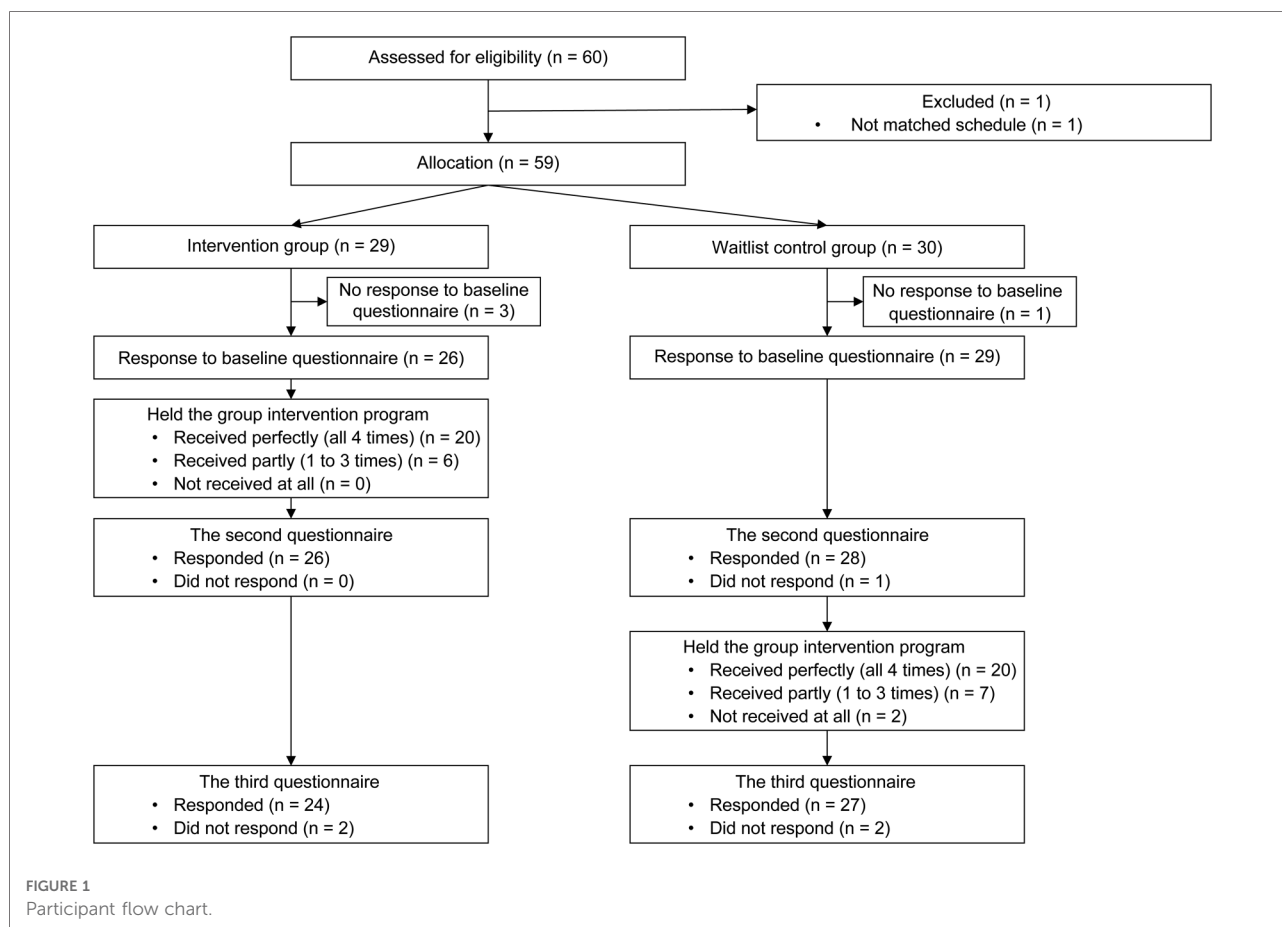 Assessed for eligibility (n = 60)
Excluded (n = 1)
• Not matched schedule (n = 1)
Allocation (n = 59)
Intervention group (n = 29)
Waitlist control group (n = 30)
No response to baseline
questionnaire (n = 3)
No response to baseline
questionnaire (n = 1)
Response to baseline questionnaire (n = 26)
Response to baseline questionnaire (n = 29)
Held the group intervention program
• Received perfectly (all 4 times) (n = 20)
• Received partly (1 to 3 times) (n = 6)
• Not received at all (n = 0)
The second questionnaire
• Responded (n = 26)
• Did not respond (n = 0)
The second questionnaire
• Responded (n = 28)
• Did not respond (n = 1)
Held the group intervention program
• Received perfectly (all 4 times) (n = 20)
• Received partly (1 to 3 times) (n = 7)
• Not received at all (n = 2)
The third questionnaire
• Responded (n = 24)
• Did not respond (n = 2)
The third questionnaire
• Responded (n = 27)
• Did not respond (n = 2)
FIGURE 1
Participant flow chart.